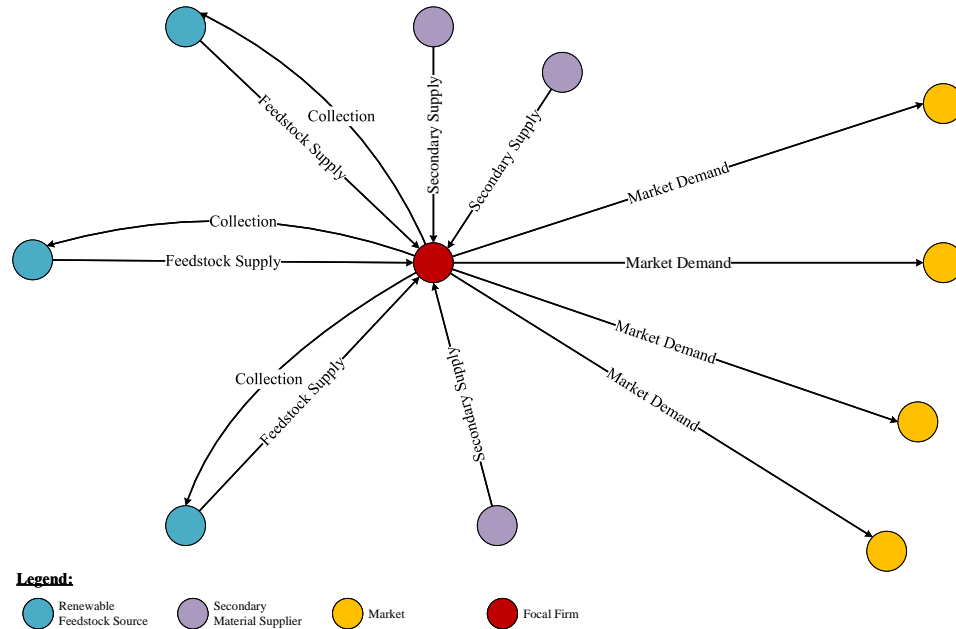 Collection
Feedstock Supply
Secondary Supply
Secondary Supply
Market Demand
Collection
Feedstock Supply
Market Demand
Market Demand
Market Demand
Collection
Feedstock Supply
Secondary Supply
Legend:
Renewable
Feedstock Source
Secondary
Material Supplier
Market
Focal Firm